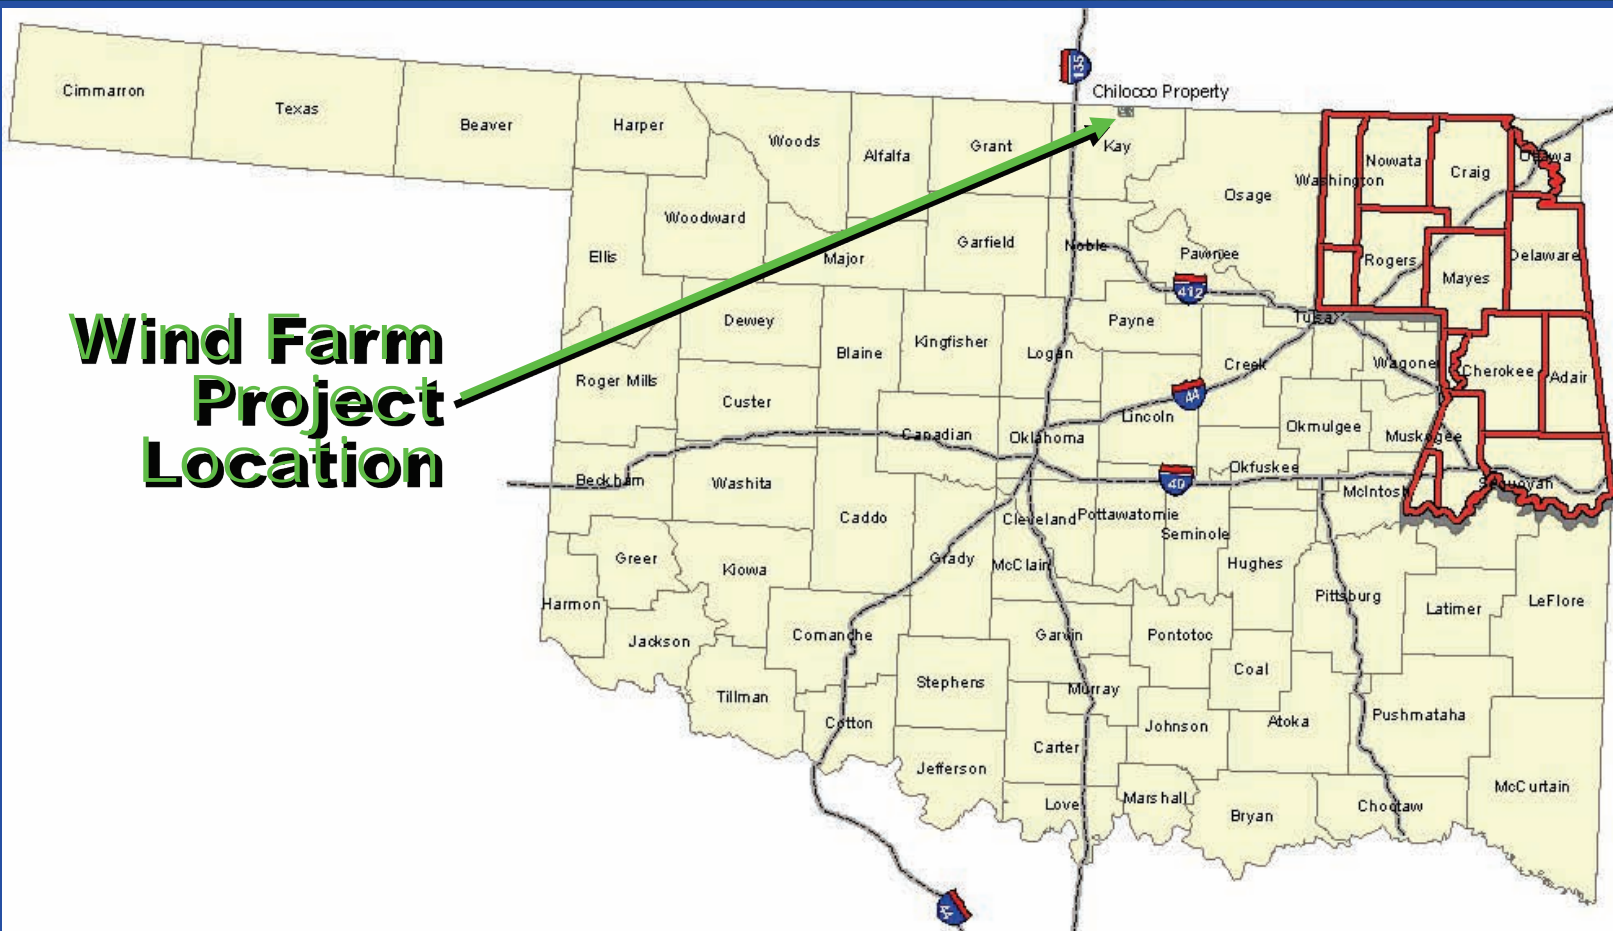 135
Chilocco Property
Cimmarron
Texas
Beaver
Harper
Woods
Alfalfa
Grant
Kay
Osage
Washington
Nowata
Craig
Ottawa
Woodward
Ellis
Major
Garfield
Noble
Pawnee
Rogers
Mayes
Delaware
412
Wind Farm
Project
Location
Dewey
Blaine
Kingfisher
Logan
Payne
Tulsa
Creek
Wagoner
Cherokee
Adair
Roger Mills
Custer
44
Lincoln
Canadian
Oklahoma
Okmulgee
Muskogee
Beckham
Washita
Caddo
40
Okfuskee
McIntosh
Sequoyah
Cleveland
Pottawatomie
Seminole
Greer
Kiowa
Grady
McClain
Hughes
Harmon
Jackson
Comanche
Garvin
Pontotoc
Pittsburg
Latimer
LeFlore
Tillman
Stephens
Coal
Cotton
Murray
Johnson
Atoka
Pushmataha
Jefferson
Carter
Love
Marshall
Bryan
Choctaw
McCurtain
44